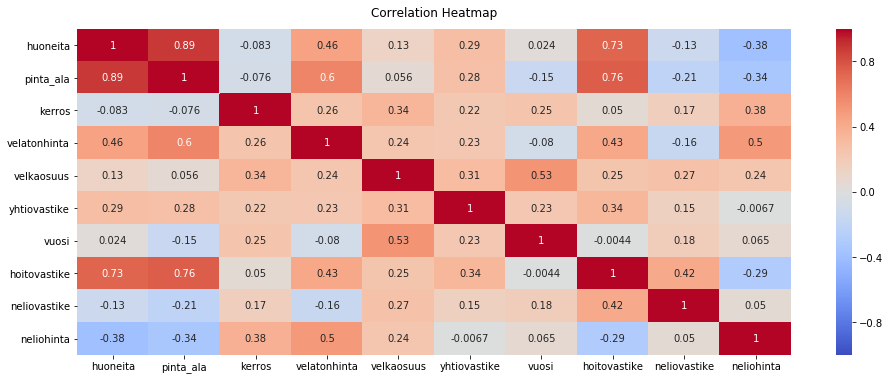 Correlation Heatmap
huoneita 1 0.89 -0.083 0.46 0.13 0.29 0.024 0.73 -0.13 -0.38
pinta_ala 0.89 1 -0.076 0.6 0.056 0.28 -0.15 0.76 -0.21 -0.34
kerros -0.083 -0.076 1 0.26 0.34 0.22 0.25 0.05 0.17 0.38
velatonhinta 0.46 0.6 0.26 1 0.24 0.23 -0.08 0.43 -0.16 0.5
velkaosuus 0.13 0.056 0.34 0.24 1 0.31 0.53 0.25 0.27 0.24
yhtiovastike 0.29 0.28 0.22 0.23 0.31 1 0.23 0.34 0.15 -0.0067
vuosi 0.024 -0.15 0.25 -0.08 0.53 0.23 1 -0.0044 0.18 0.065
hoitovastike 0.73 0.76 0.05 0.43 0.25 0.34 -0.0044 1 0.42 -0.29
neliovastike -0.13 -0.21 0.17 -0.16 0.27 0.15 0.18 0.42 1 0.05
neliohinta -0.38 -0.34 0.38 0.5 0.24 -0.0067 0.065 -0.29 0.05 1
huoneita pinta_ala kerros velatonhinta velkaosuus yhtiovastike vuosi hoitovastike neliovastike neliohinta
0.8
0.4
0.0
-0.4
-0.8